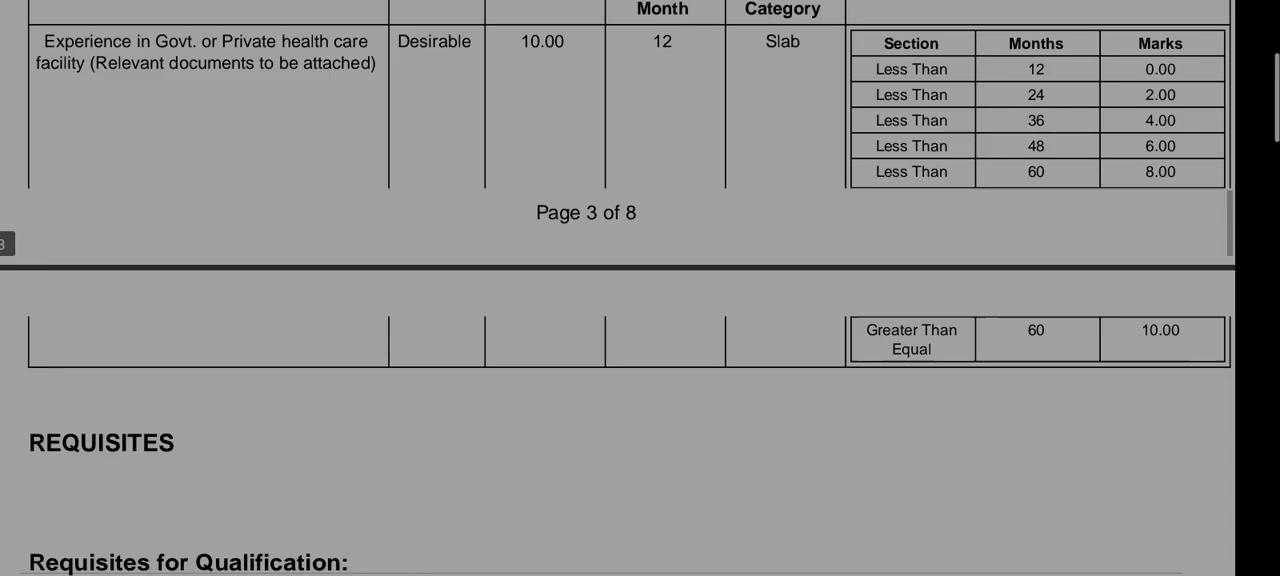 Month Category
Experience in Govt. or Private health care facility (Relevant documents to be attached) Desirable 10.00 12 Slab
Section Months Marks
Less Than 12 0.00
Less Than 24 2.00
Less Than 36 4.00
Less Than 48 6.00
Less Than 60 8.00
Page 3 of 8
3
Greater Than Equal 60 10.00
REQUISITES
Requisites for Qualification: